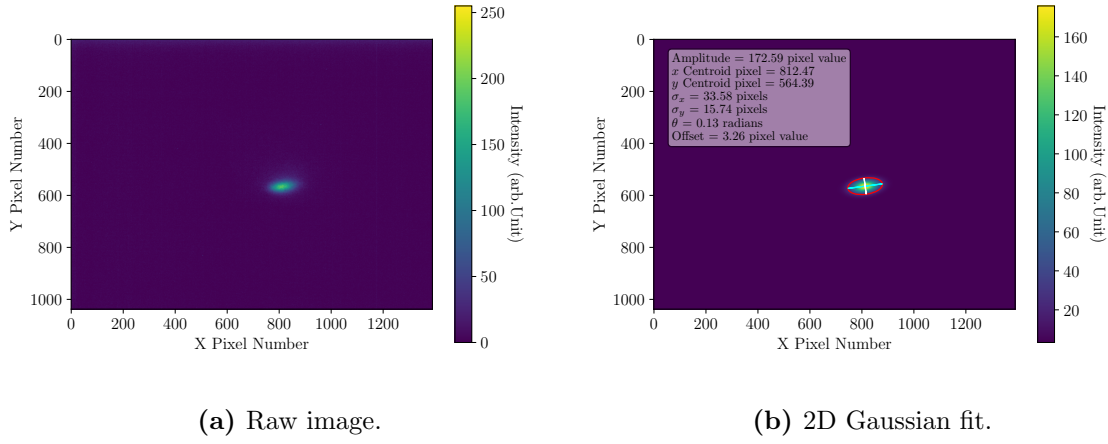 250
200
150
100
50
0
Intensity (arb.Unit)
0
200
400
600
800
1000
Y Pixel Number
0 200 400 600 800 1000 1200
X Pixel Number
(a) Raw image.
160
140
120
100
80
60
40
20
Intensity (arb.Unit)
0
200
400
600
800
1000
Y Pixel Number
Amplitude = 172.59 pixel value
x Centroid pixel = 812.47
y Centroid pixel = 564.39
σx = 33.58 pixels
σy = 15.74 pixels
θ = 0.13 radians
Offset = 3.26 pixel value
0 200 400 600 800 1000 1200
X Pixel Number
(b) 2D Gaussian fit.